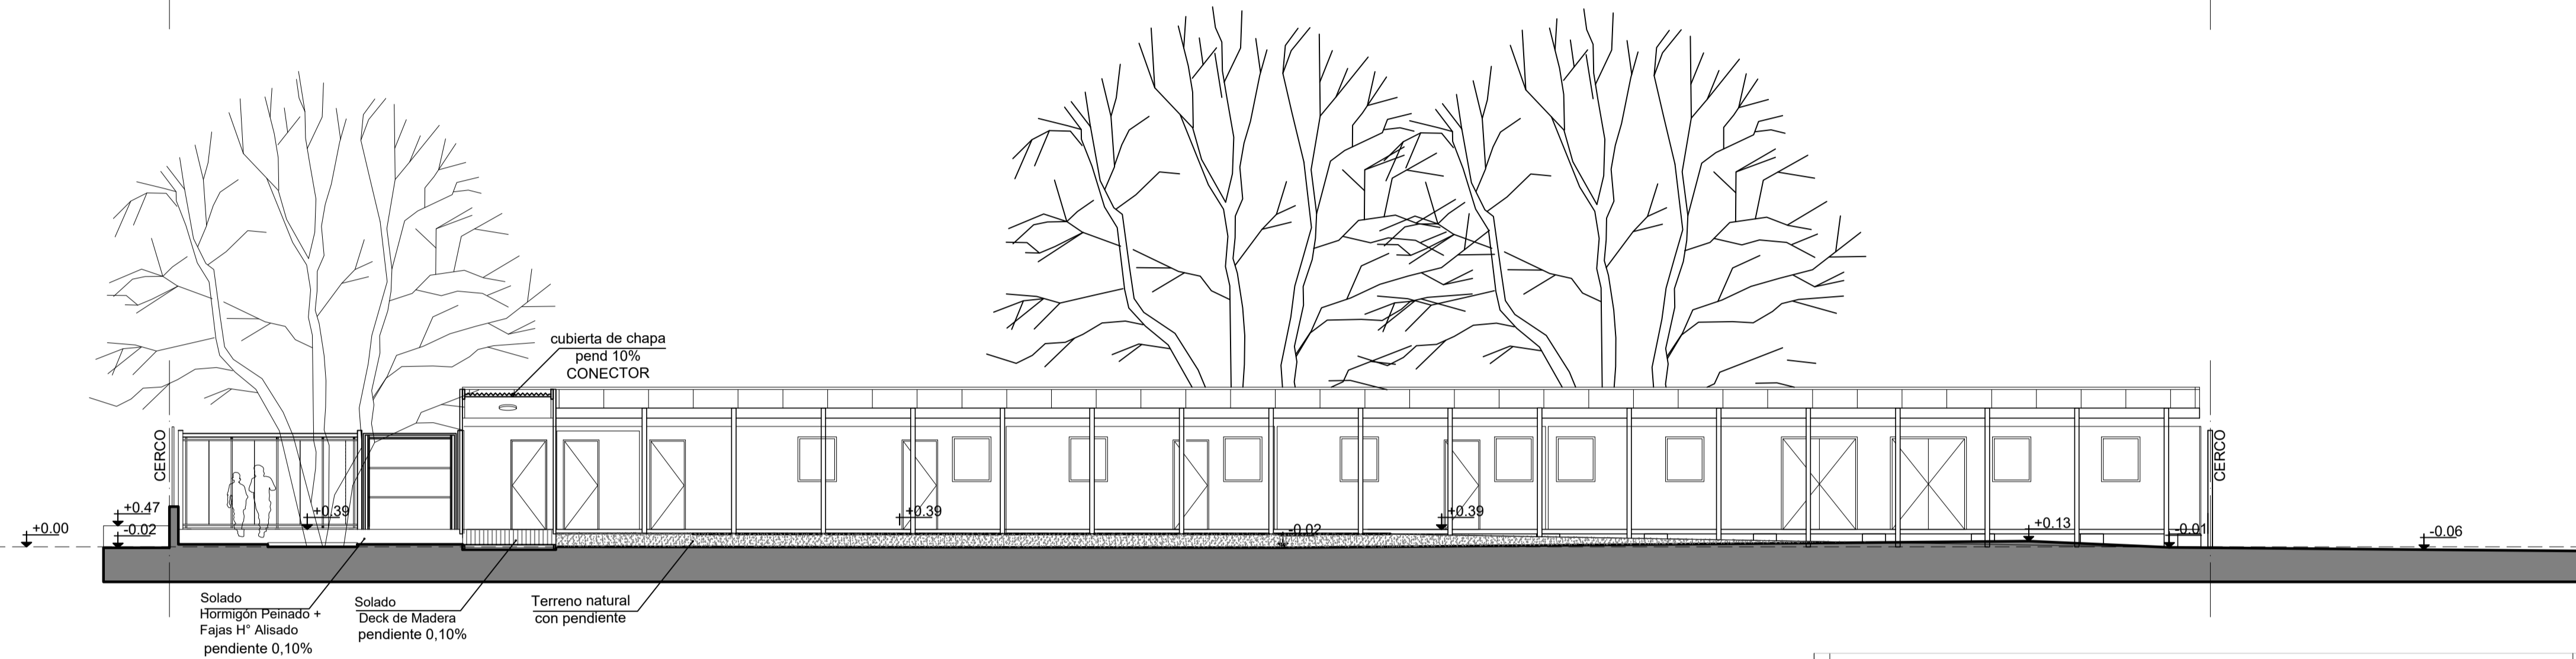 cubierta de chapa
pend 10%
CONECTOR
CERCO
CERCO
+0.00
+0.47
-0.02
+0.39
+0.39
-0.02
+0.39
+0.13
-0.01
-0.06
Solado
Hormigón Peinado +
Fajas H° Alisado
pendiente 0,10%
Solado
Deck de Madera
pendiente 0,10%
Terreno natural
con pendiente